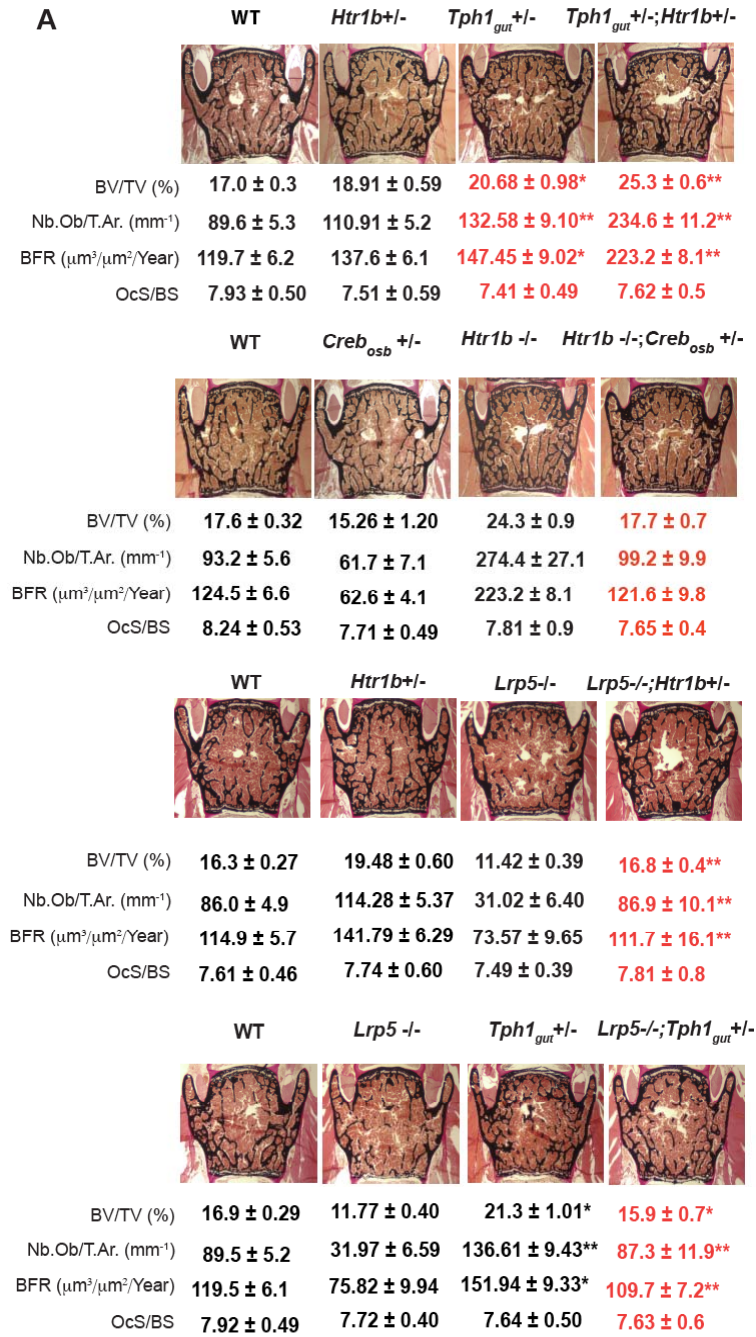 A
WT Htr1b+/- Tph1gut+/- Tph1gut+/-;Htr1b+/-
BV/TV (%) 17.0 ± 0.3 18.91 ± 0.59 20.68 ± 0.98* 25.3 ± 0.6**
Nb.Ob/T.Ar. (mm⁻¹) 89.6 ± 5.3 110.91 ± 5.2 132.58 ± 9.10** 234.6 ± 11.2**
BFR (μm³/μm²/Year) 119.7 ± 6.2 137.6 ± 6.1 147.45 ± 9.02* 223.2 ± 8.1**
OcS/BS 7.93 ± 0.50 7.51 ± 0.59 7.41 ± 0.49 7.62 ± 0.5
WT Crebosb +/- Htr1b -/- Htr1b -/-;Crebosb +/-
BV/TV (%) 17.6 ± 0.32 15.26 ± 1.20 24.3 ± 0.9 17.7 ± 0.7
Nb.Ob/T.Ar. (mm⁻¹) 93.2 ± 5.6 61.7 ± 7.1 274.4 ± 27.1 99.2 ± 9.9
BFR (μm³/μm²/Year) 124.5 ± 6.6 62.6 ± 4.1 223.2 ± 8.1 121.6 ± 9.8
OcS/BS 8.24 ± 0.53 7.71 ± 0.49 7.81 ± 0.9 7.65 ± 0.4
WT Htr1b+/- Lrp5-/- Lrp5-/-;Htr1b+/-
BV/TV (%) 16.3 ± 0.27 19.48 ± 0.60 11.42 ± 0.39 16.8 ± 0.4**
Nb.Ob/T.Ar. (mm⁻¹) 86.0 ± 4.9 114.28 ± 5.37 31.02 ± 6.40 86.9 ± 10.1**
BFR (μm³/μm²/Year) 114.9 ± 5.7 141.79 ± 6.29 73.57 ± 9.65 111.7 ± 16.1**
OcS/BS 7.61 ± 0.46 7.74 ± 0.60 7.49 ± 0.39 7.81 ± 0.8
WT Lrp5 -/- Tph1gut+/- Lrp5-/-;Tph1gut+/-
BV/TV (%) 16.9 ± 0.29 11.77 ± 0.40 21.3 ± 1.01* 15.9 ± 0.7*
Nb.Ob/T.Ar. (mm⁻¹) 89.5 ± 5.2 31.97 ± 6.59 136.61 ± 9.43** 87.3 ± 11.9**
BFR (μm³/μm²/Year) 119.5 ± 6.1 75.82 ± 9.94 151.94 ± 9.33* 109.7 ± 7.2**
OcS/BS 7.92 ± 0.49 7.72 ± 0.40 7.64 ± 0.50 7.63 ± 0.6